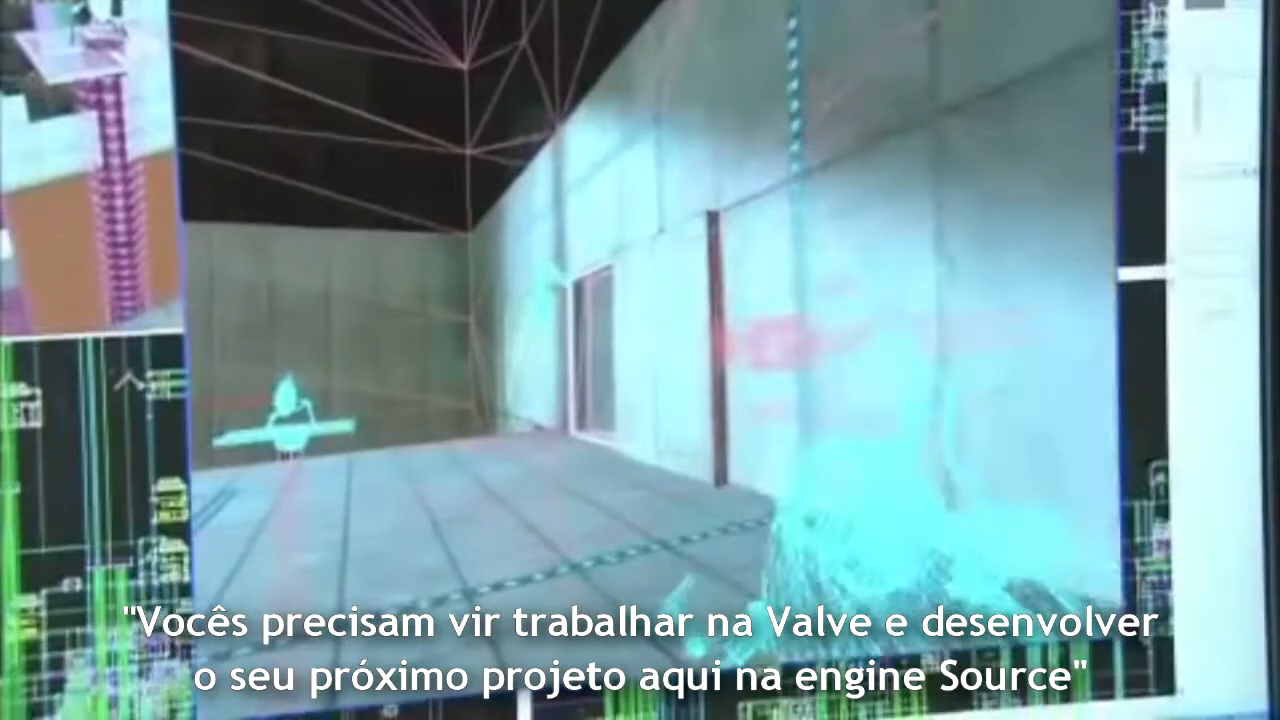 "Vocês precisam vir trabalhar na Valve e desenvolver
o seu próximo projeto aqui na engine Source"